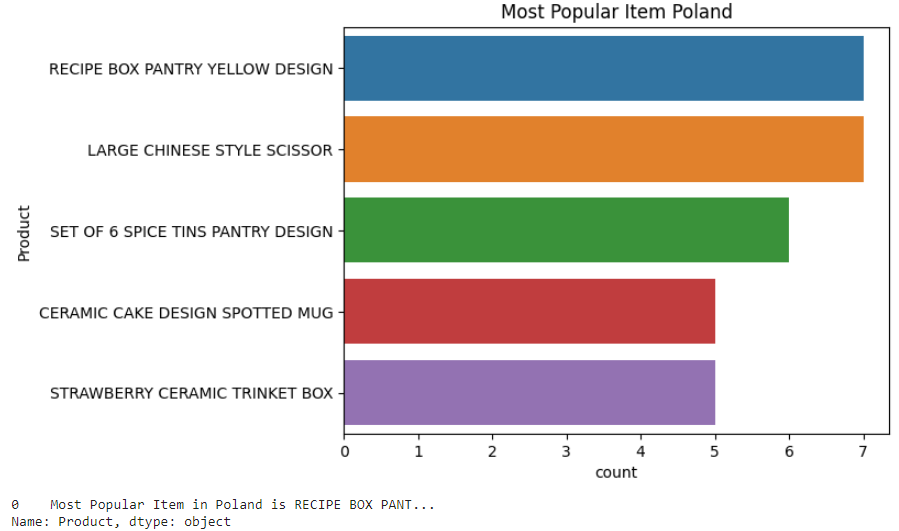 Most Popular Item Poland
RECIPE BOX PANTRY YELLOW DESIGN
LARGE CHINESE STYLE SCISSOR
SET OF 6 SPICE TINS PANTRY DESIGN
CERAMIC CAKE DESIGN SPOTTED MUG
STRAWBERRY CERAMIC TRINKET BOX
Product
0 1 2 3 4 5 6 7
count
0    Most Popular Item in Poland is RECIPE BOX PANT...
Name: Product, dtype: object